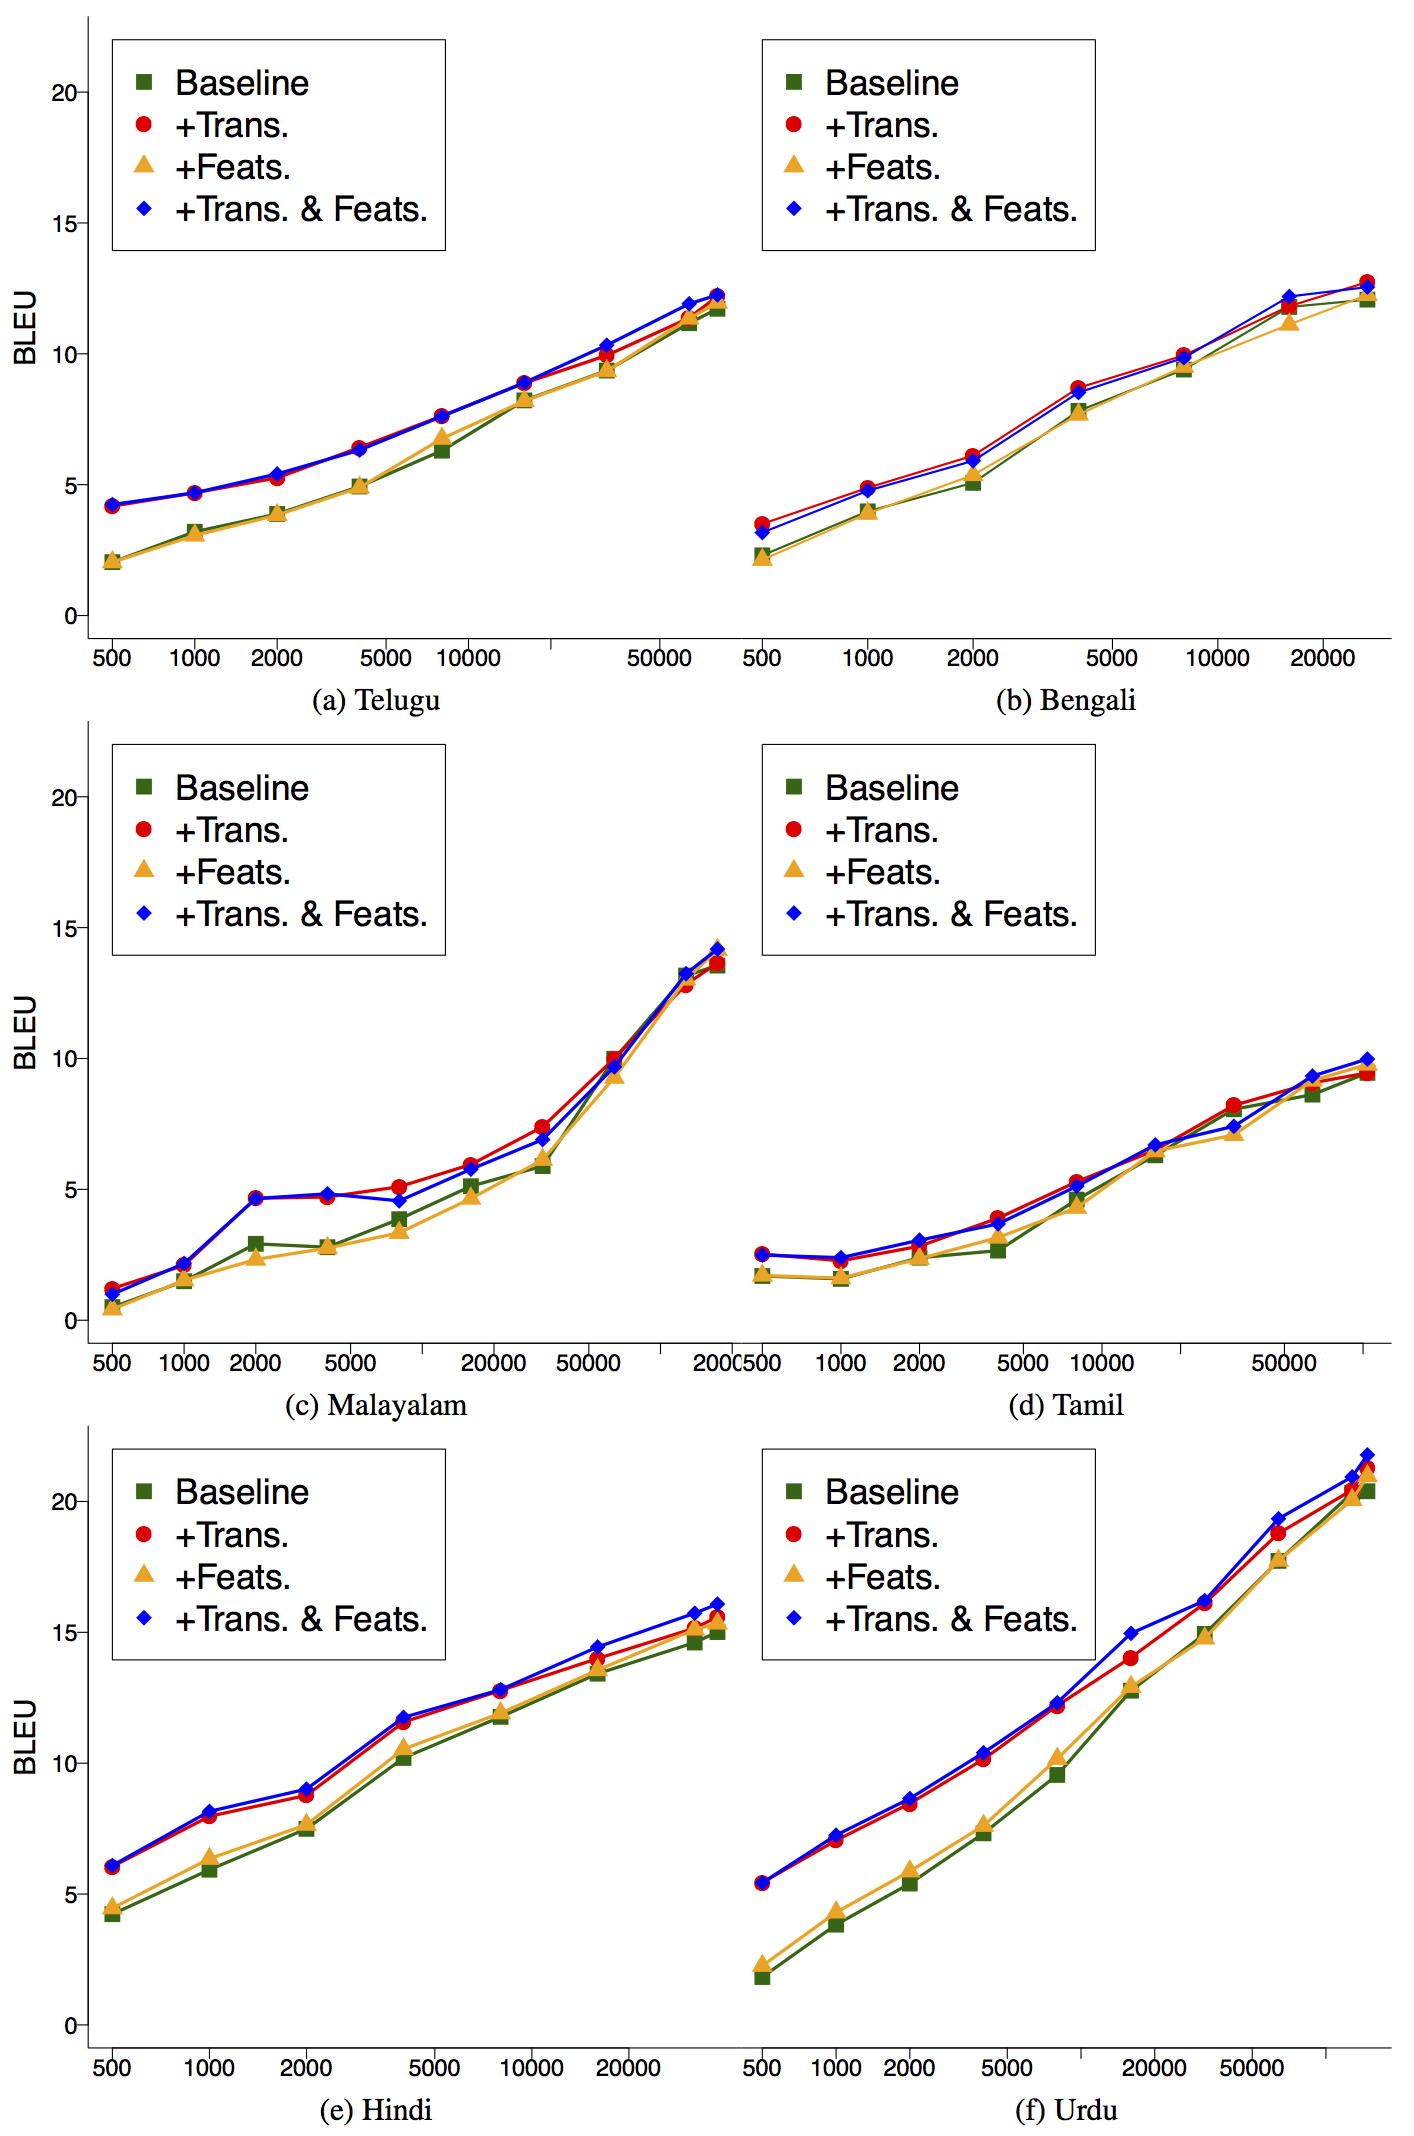 Baseline
+Trans.
+Feats.
+Trans. & Feats.
Baseline
+Trans.
+Feats.
+Trans. & Feats.
BLEU
20
15
10
5
0
500 1000 2000 5000 10000 50000
500 1000 2000 5000 10000 20000
(a) Telugu
(b) Bengali
Baseline
+Trans.
+Feats.
+Trans. & Feats.
Baseline
+Trans.
+Feats.
+Trans. & Feats.
BLEU
20
15
10
5
0
500 1000 2000 5000 20000 50000
500 1000 2000 5000 10000 50000
(c) Malayalam
(d) Tamil
Baseline
+Trans.
+Feats.
+Trans. & Feats.
Baseline
+Trans.
+Feats.
+Trans. & Feats.
BLEU
20
15
10
5
0
500 1000 2000 5000 10000 20000
500 1000 2000 5000 20000 50000
(e) Hindi
(f) Urdu